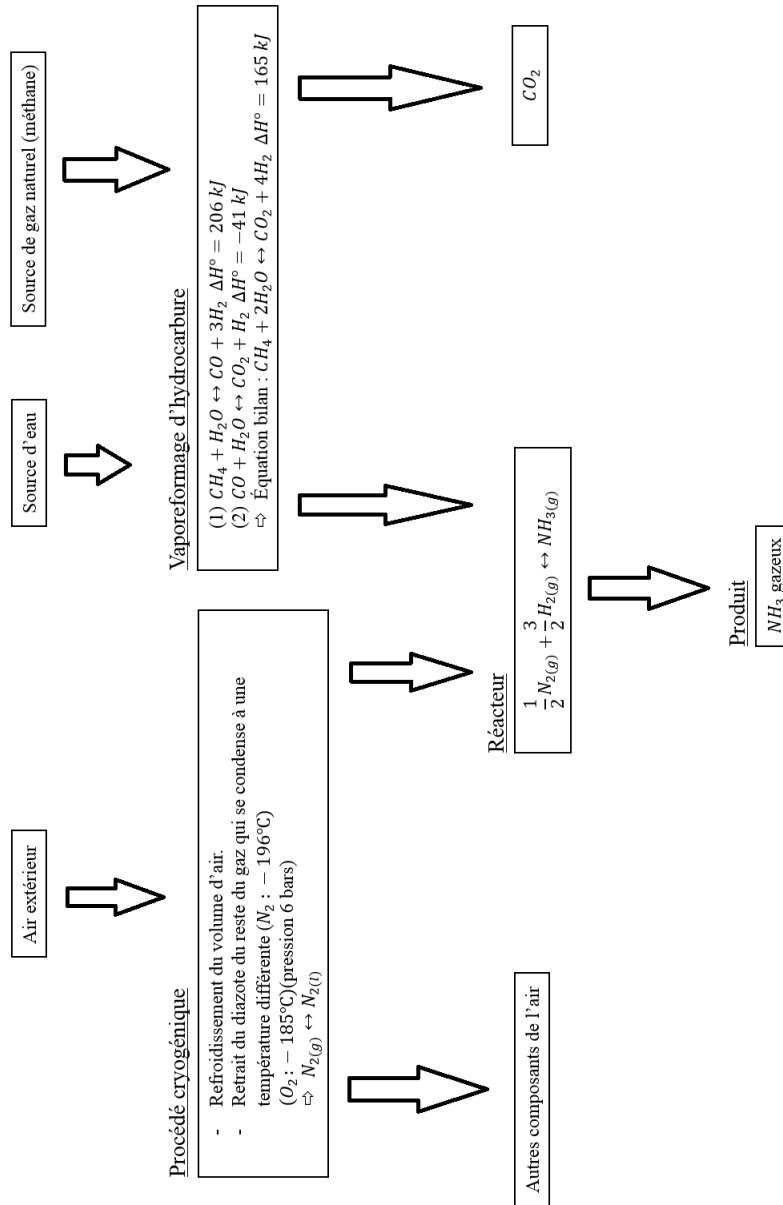 Air extérieur
Source d'eau
Source de gaz naturel (méthane)
Procédé cryogénique
- Refroidissement du volume d'air.
- Retrait du diazote du reste du gaz qui se condense à une
température différente (N₂ : − 196°C)
(O₂ : − 185°C)(pression 6 bars)
⇨ N₂₍g₎ ↔ N₂₍l₎
Vaporeformage d'hydrocarbure
(1) CH₄ + H₂O ↔ CO + 3H₂ ΔH° = 206 kJ
(2) CO + H₂O ↔ CO₂ + H₂ ΔH° = −41 kJ
⇨ Équation bilan : CH₄ + 2H₂O ↔ CO₂ + 4H₂ ΔH° = 165 kJ
Autres composants de l'air
Réacteur
1/2 N₂₍g₎ + 3/2 H₂₍g₎ ↔ NH₃₍g₎
CO₂
Produit
NH₃ gazeux